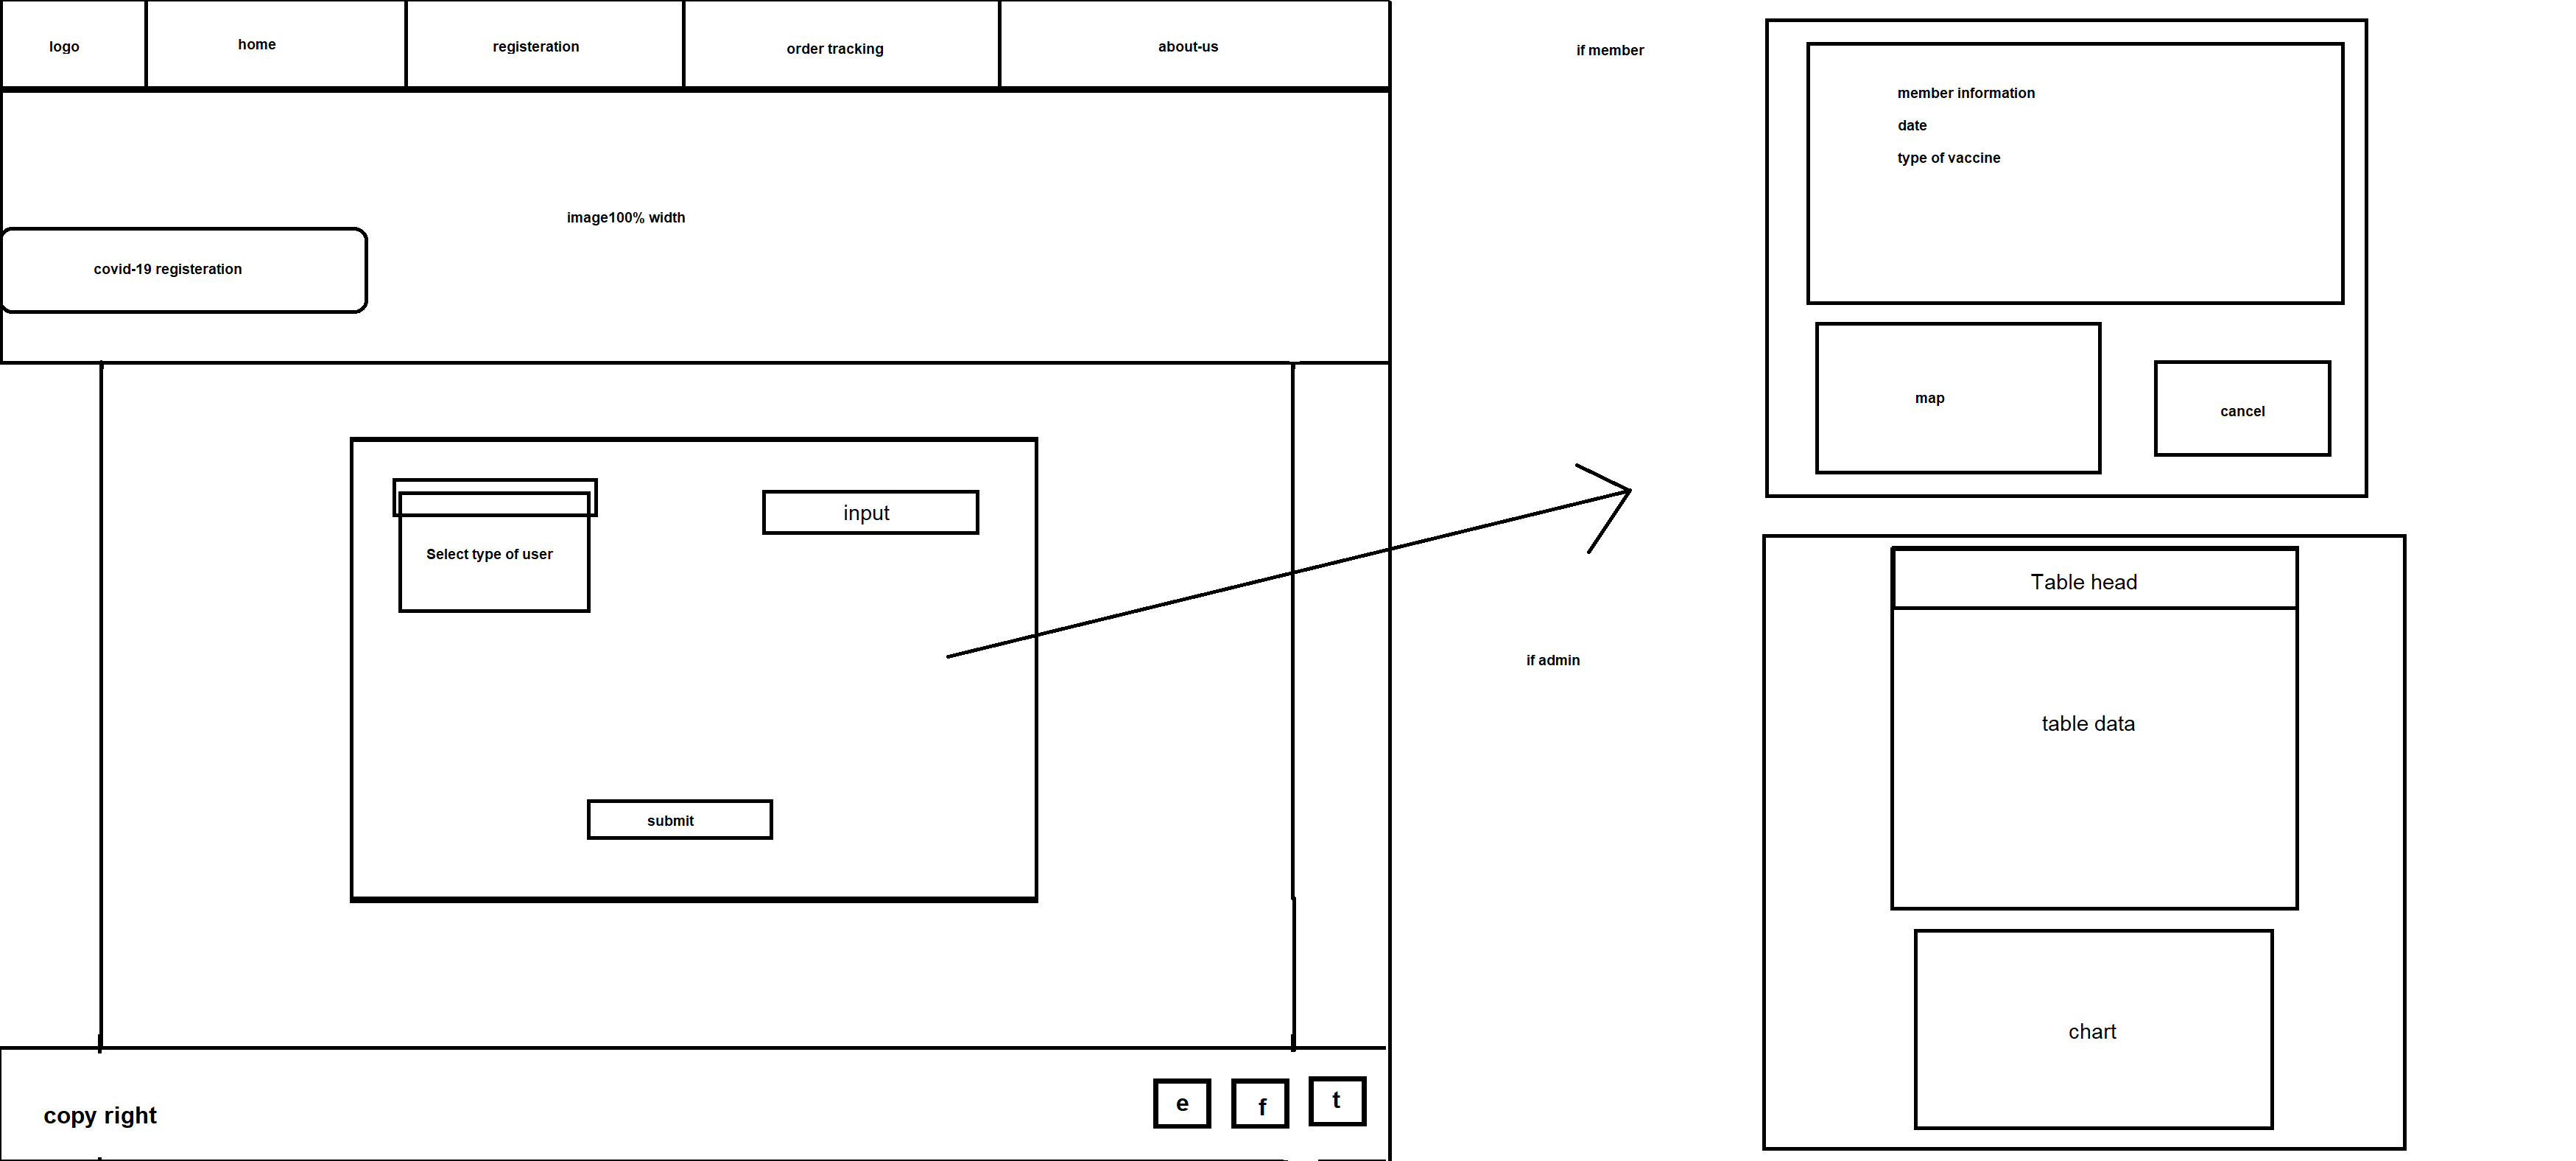 logo
home
registeration
order tracking
about-us
image100% width
covid-19 registeration
input
Select type of user
submit
copy right
e
f
t
if member
member information
date
type of vaccine
map
cancel
if admin
Table head
table data
chart